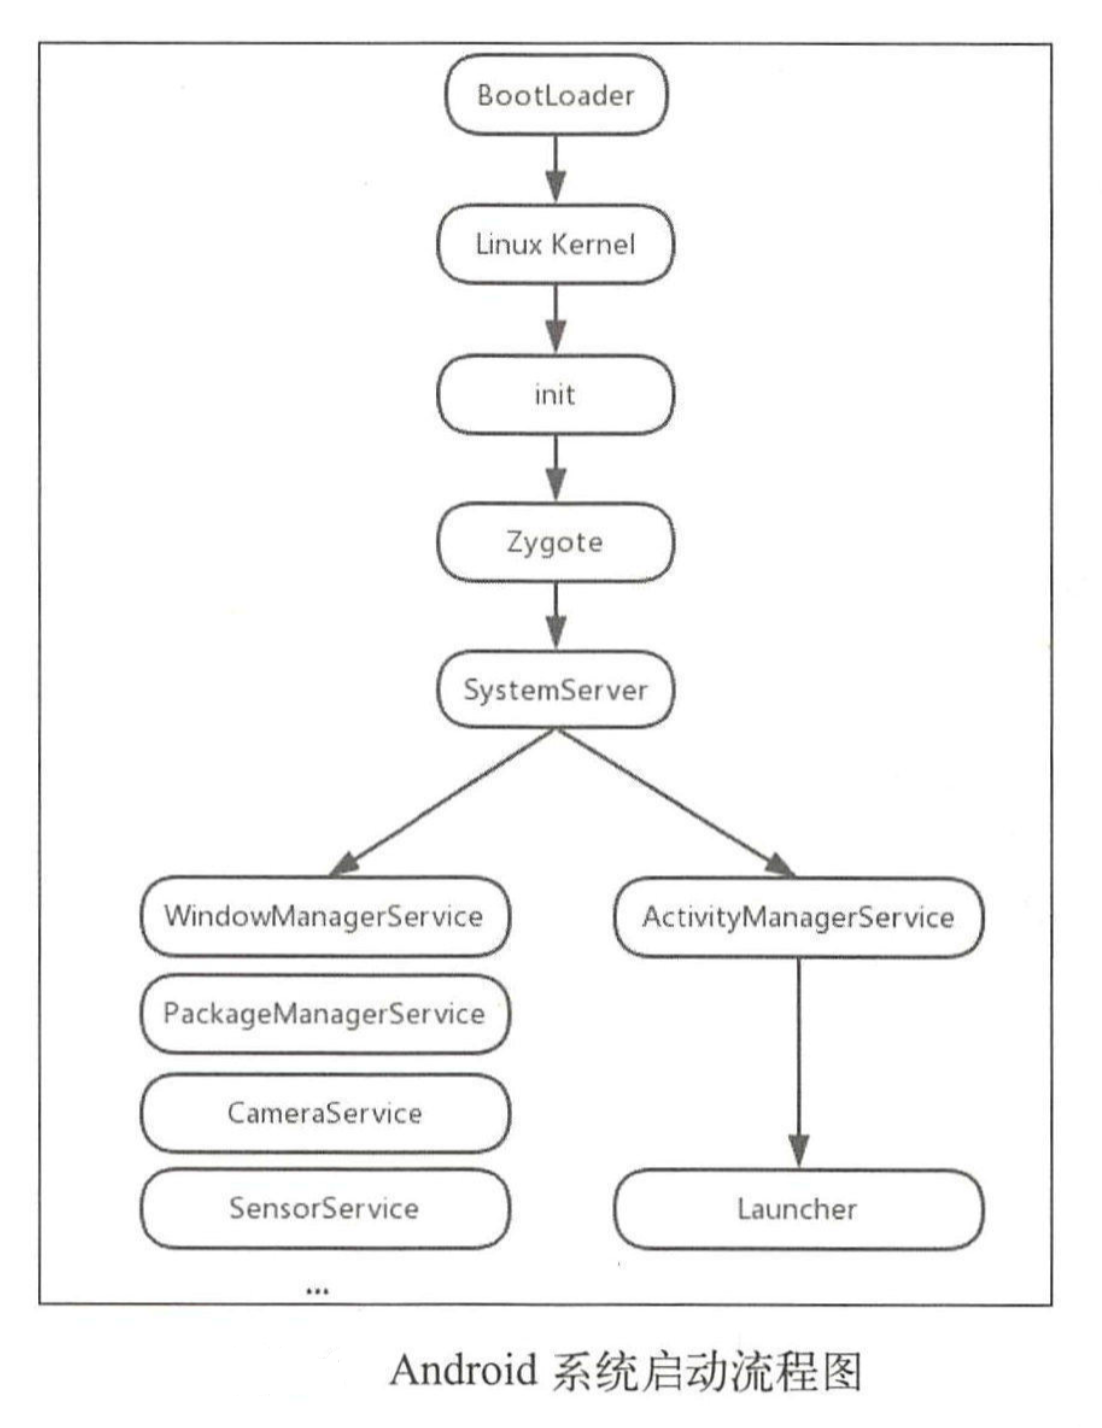 BootLoader
Linux Kernel
init
Zygote
SystemServer
WindowManagerService
ActivityManagerService
PackageManagerService
CameraService
SensorService
Launcher
...
Android 系统启动流程图